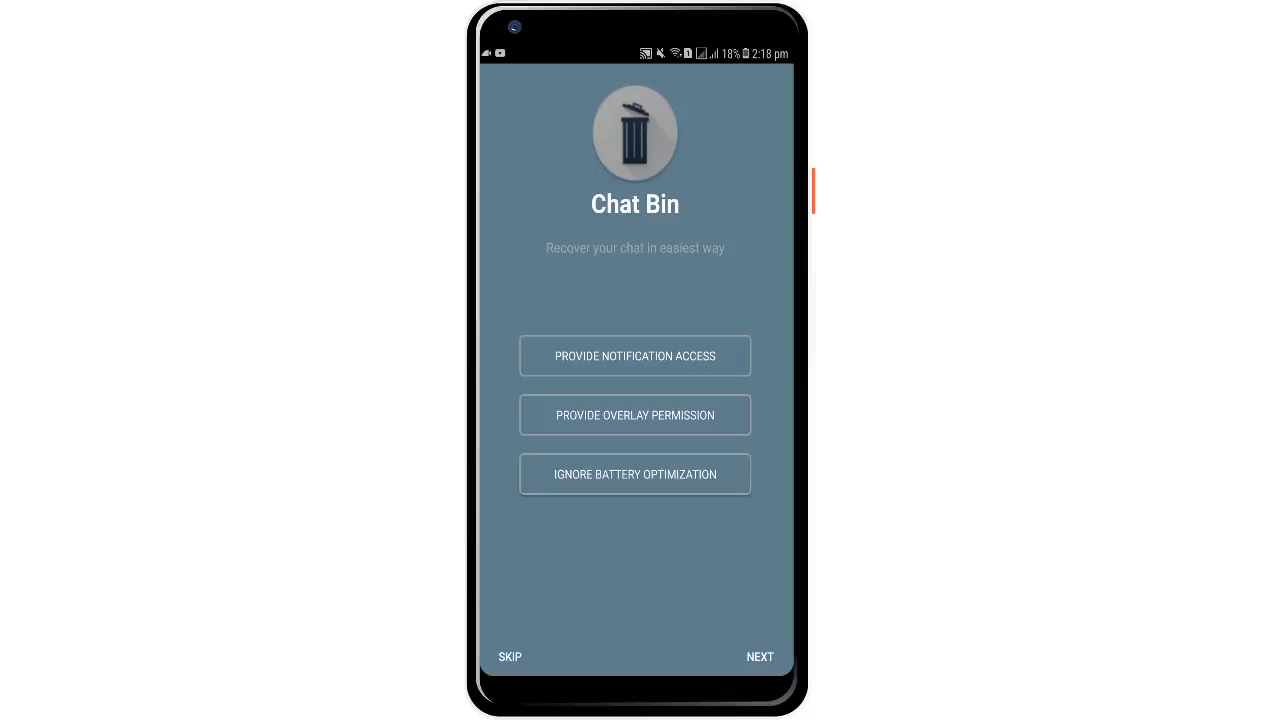 18% 2:18 pm
Chat Bin
Recover your chat in easiest way
PROVIDE NOTIFICATION ACCESS
PROVIDE OVERLAY PERMISSION
IGNORE BATTERY OPTIMIZATION
SKIP NEXT